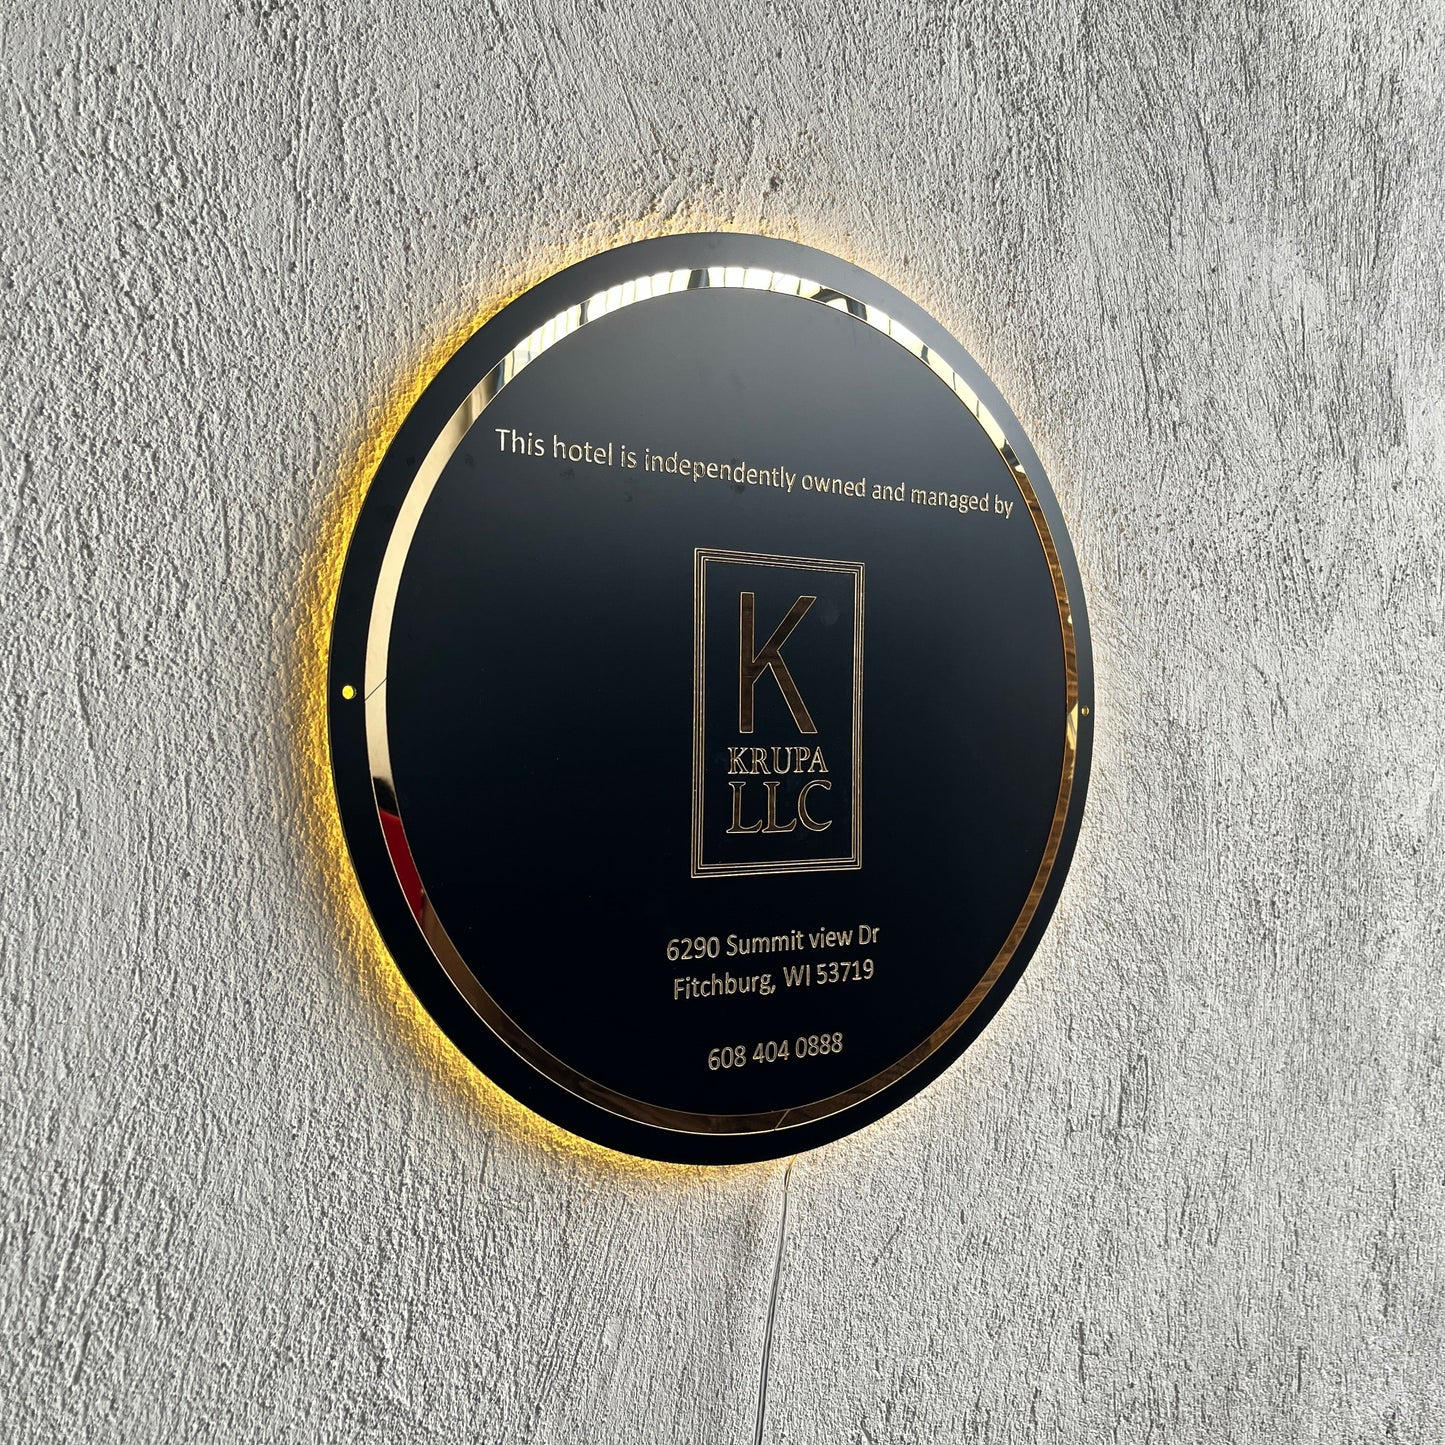 This hotel is independently owned and managed by
K
KRUPA
LLC
6290 Summit view Dr
Fitchburg, WI 53719
608 404 0888